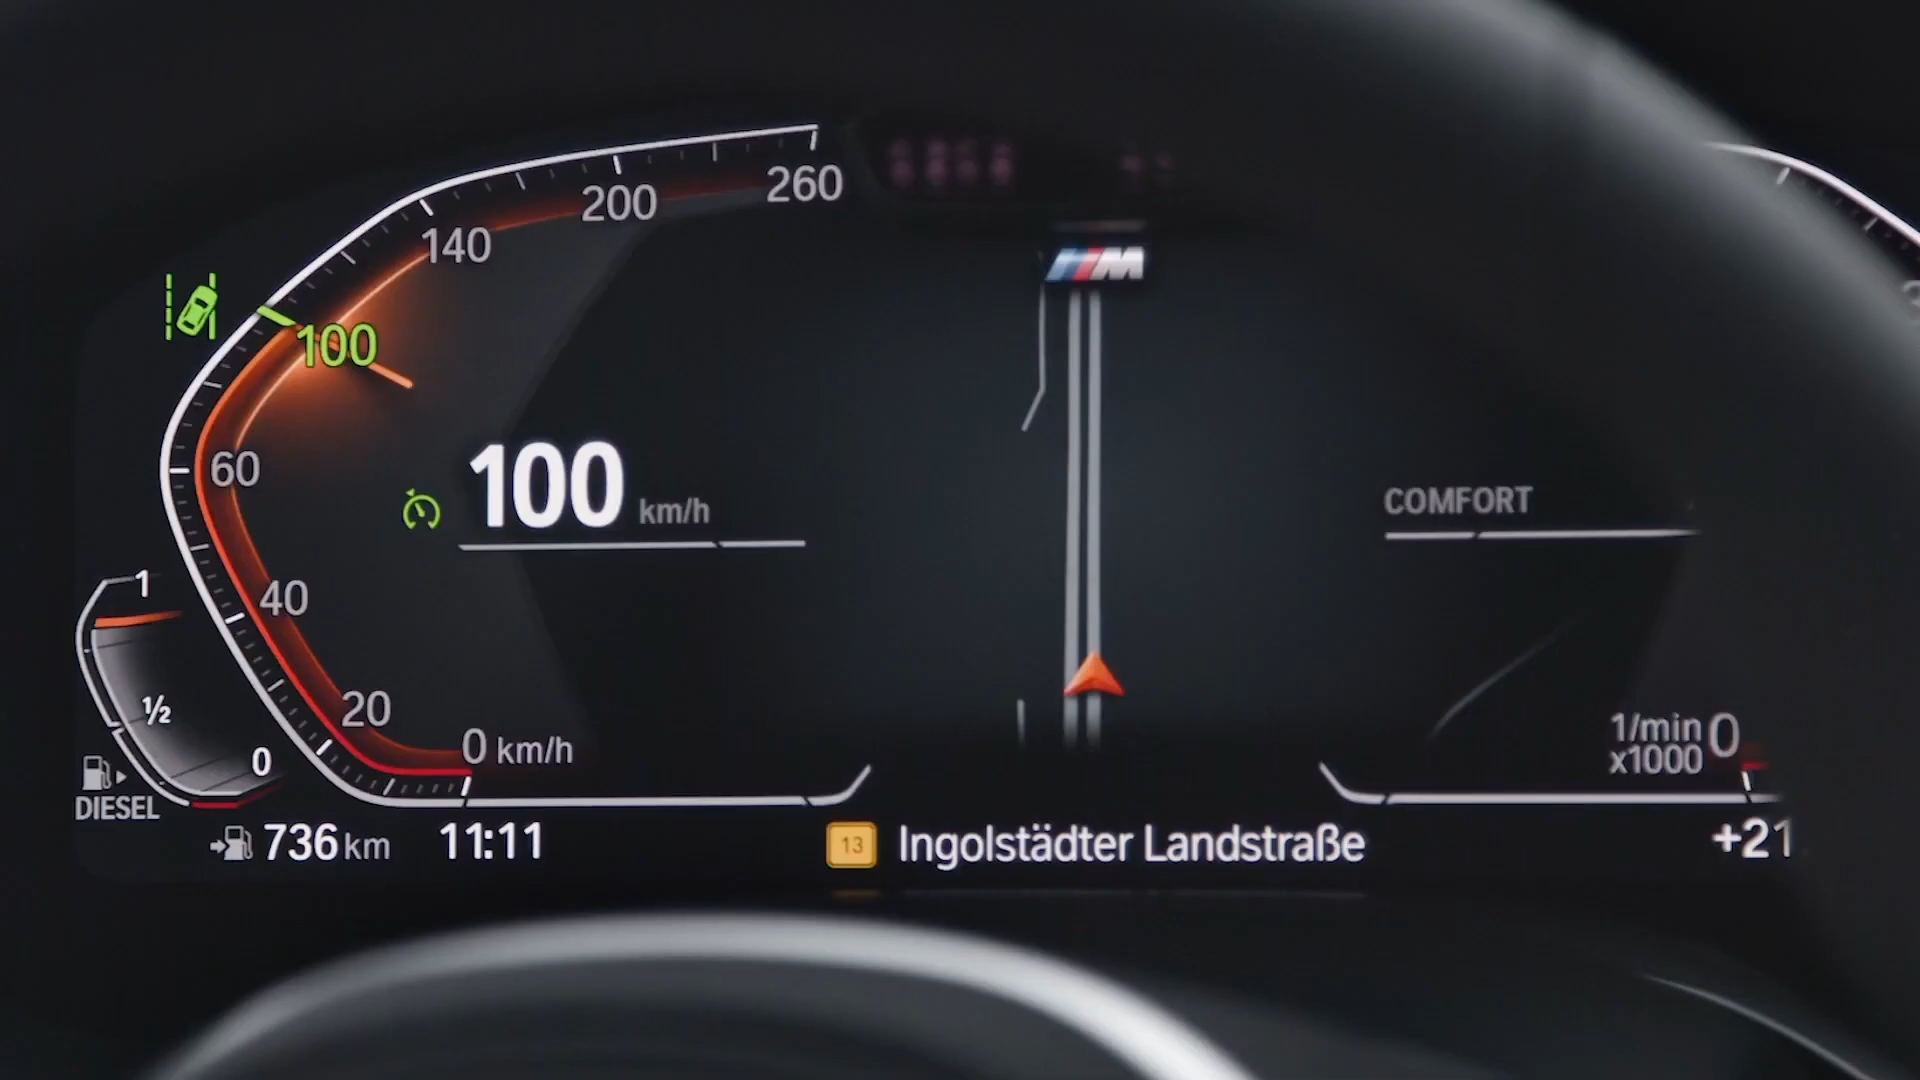 260
200
140
100
60
40
20
0 km/h
100 km/h
1
½
0
DIESEL
736 km
11:11
M
COMFORT
1/min
x1000
0
13 Ingolstädter Landstraße
+21